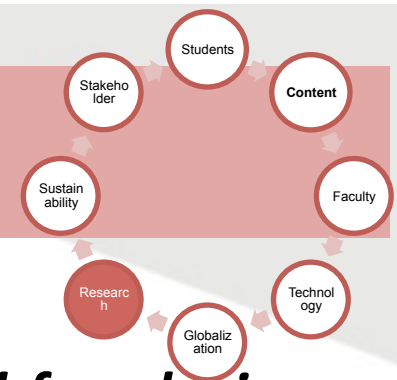 Students
Content
Faculty
Technol
ogy
Globaliz
ation
Researc
h
Sustain
ability
Stakeho
lder